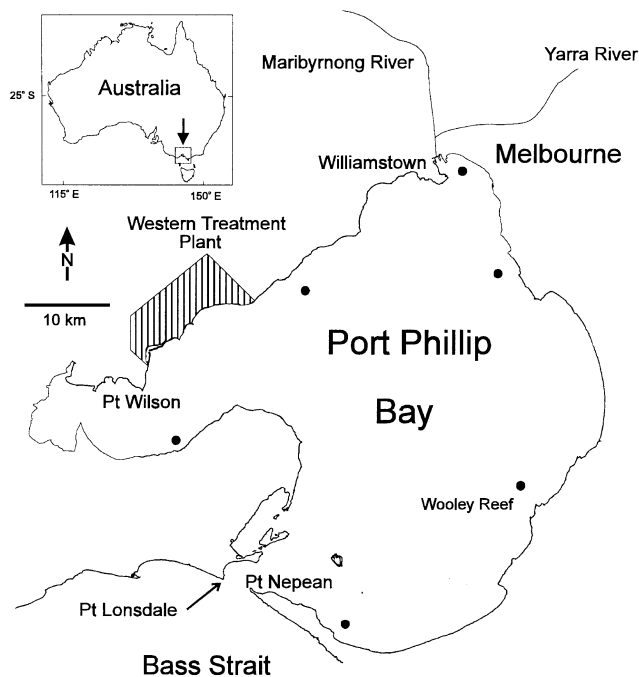 Maribyrnong River
Yarra River
25° S
Australia
Williamstown
Melbourne
115° E
150° E
Western Treatment
Plant
N
10 km
Port Phillip
Bay
Pt Wilson
Wooley Reef
Pt Nepean
Pt Lonsdale
Bass Strait